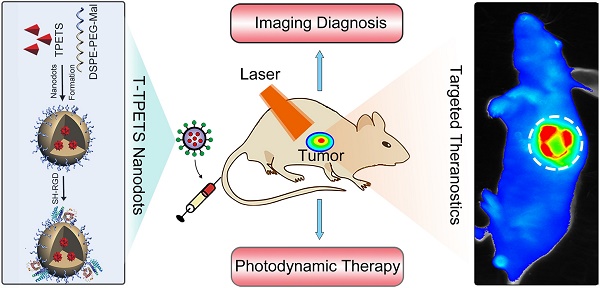 TPETS
DSPE-PEG-Mal
Nanodots
Formation
SH-RGD
T-TPETS Nanodots
Imaging Diagnosis
Laser
Tumor
Photodynamic Therapy
Targeted Theranostics